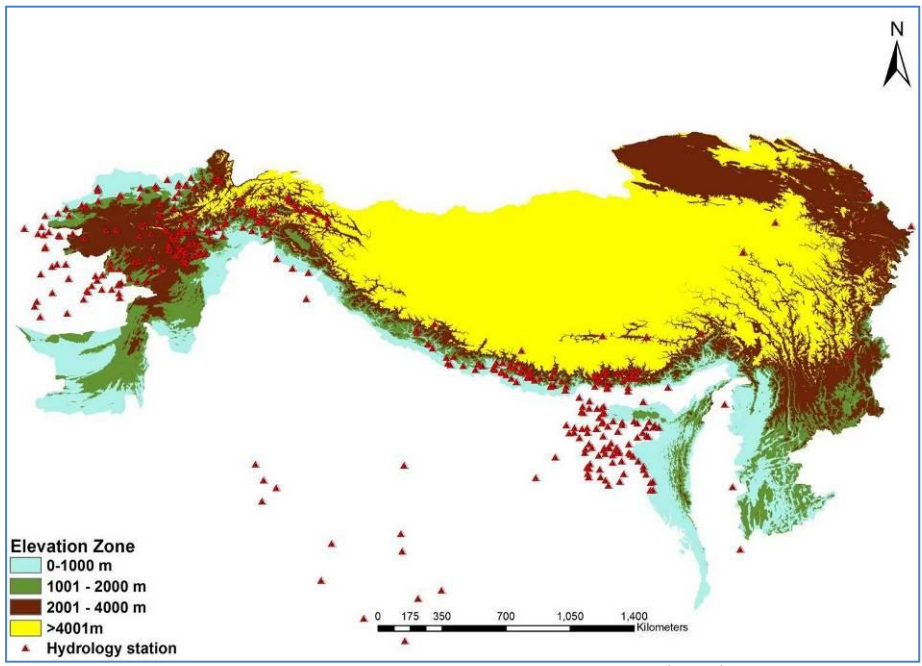 N
Elevation Zone
0-1000 m
1001 - 2000 m
2001 - 4000 m
>4001m
Hydrology station
0 175 350 700 1,050 1,400
Kilometers